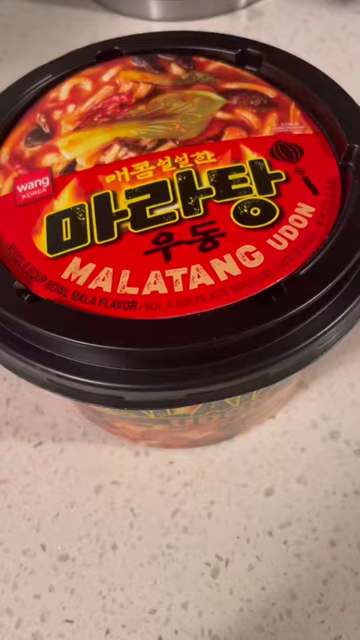 wang
KOREA
매콤얼얼한
마라탕
우동
MALATANG UDON
NOODLE SOUP BOWL MALA FLAVOR